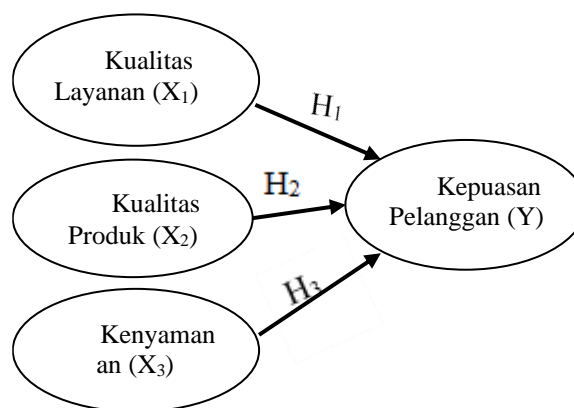 Kualitas
Layanan (X₁)
H₁
Kualitas
Produk (X₂)
H₂
Kepuasan
Pelanggan (Y)
H₃
Kenyaman
an (X₃)